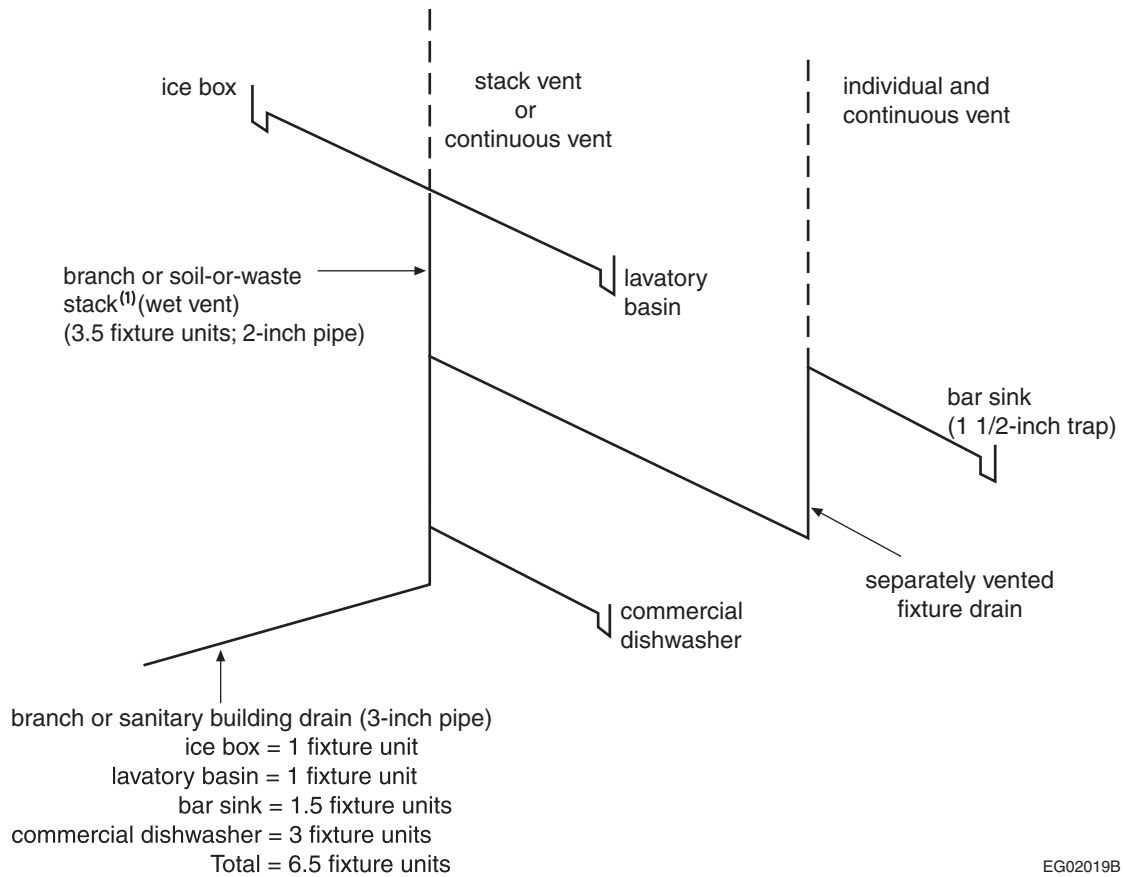 ice box
stack vent
or
continuous vent
individual and
continuous vent
branch or soil-or-waste
stack(1)(wet vent)
(3.5 fixture units; 2-inch pipe)
lavatory
basin
bar sink
(1 1/2-inch trap)
separately vented
fixture drain
commercial
dishwasher
branch or sanitary building drain (3-inch pipe)
ice box = 1 fixture unit
lavatory basin = 1 fixture unit
bar sink = 1.5 fixture units
commercial dishwasher = 3 fixture units
Total = 6.5 fixture units
EG02019B